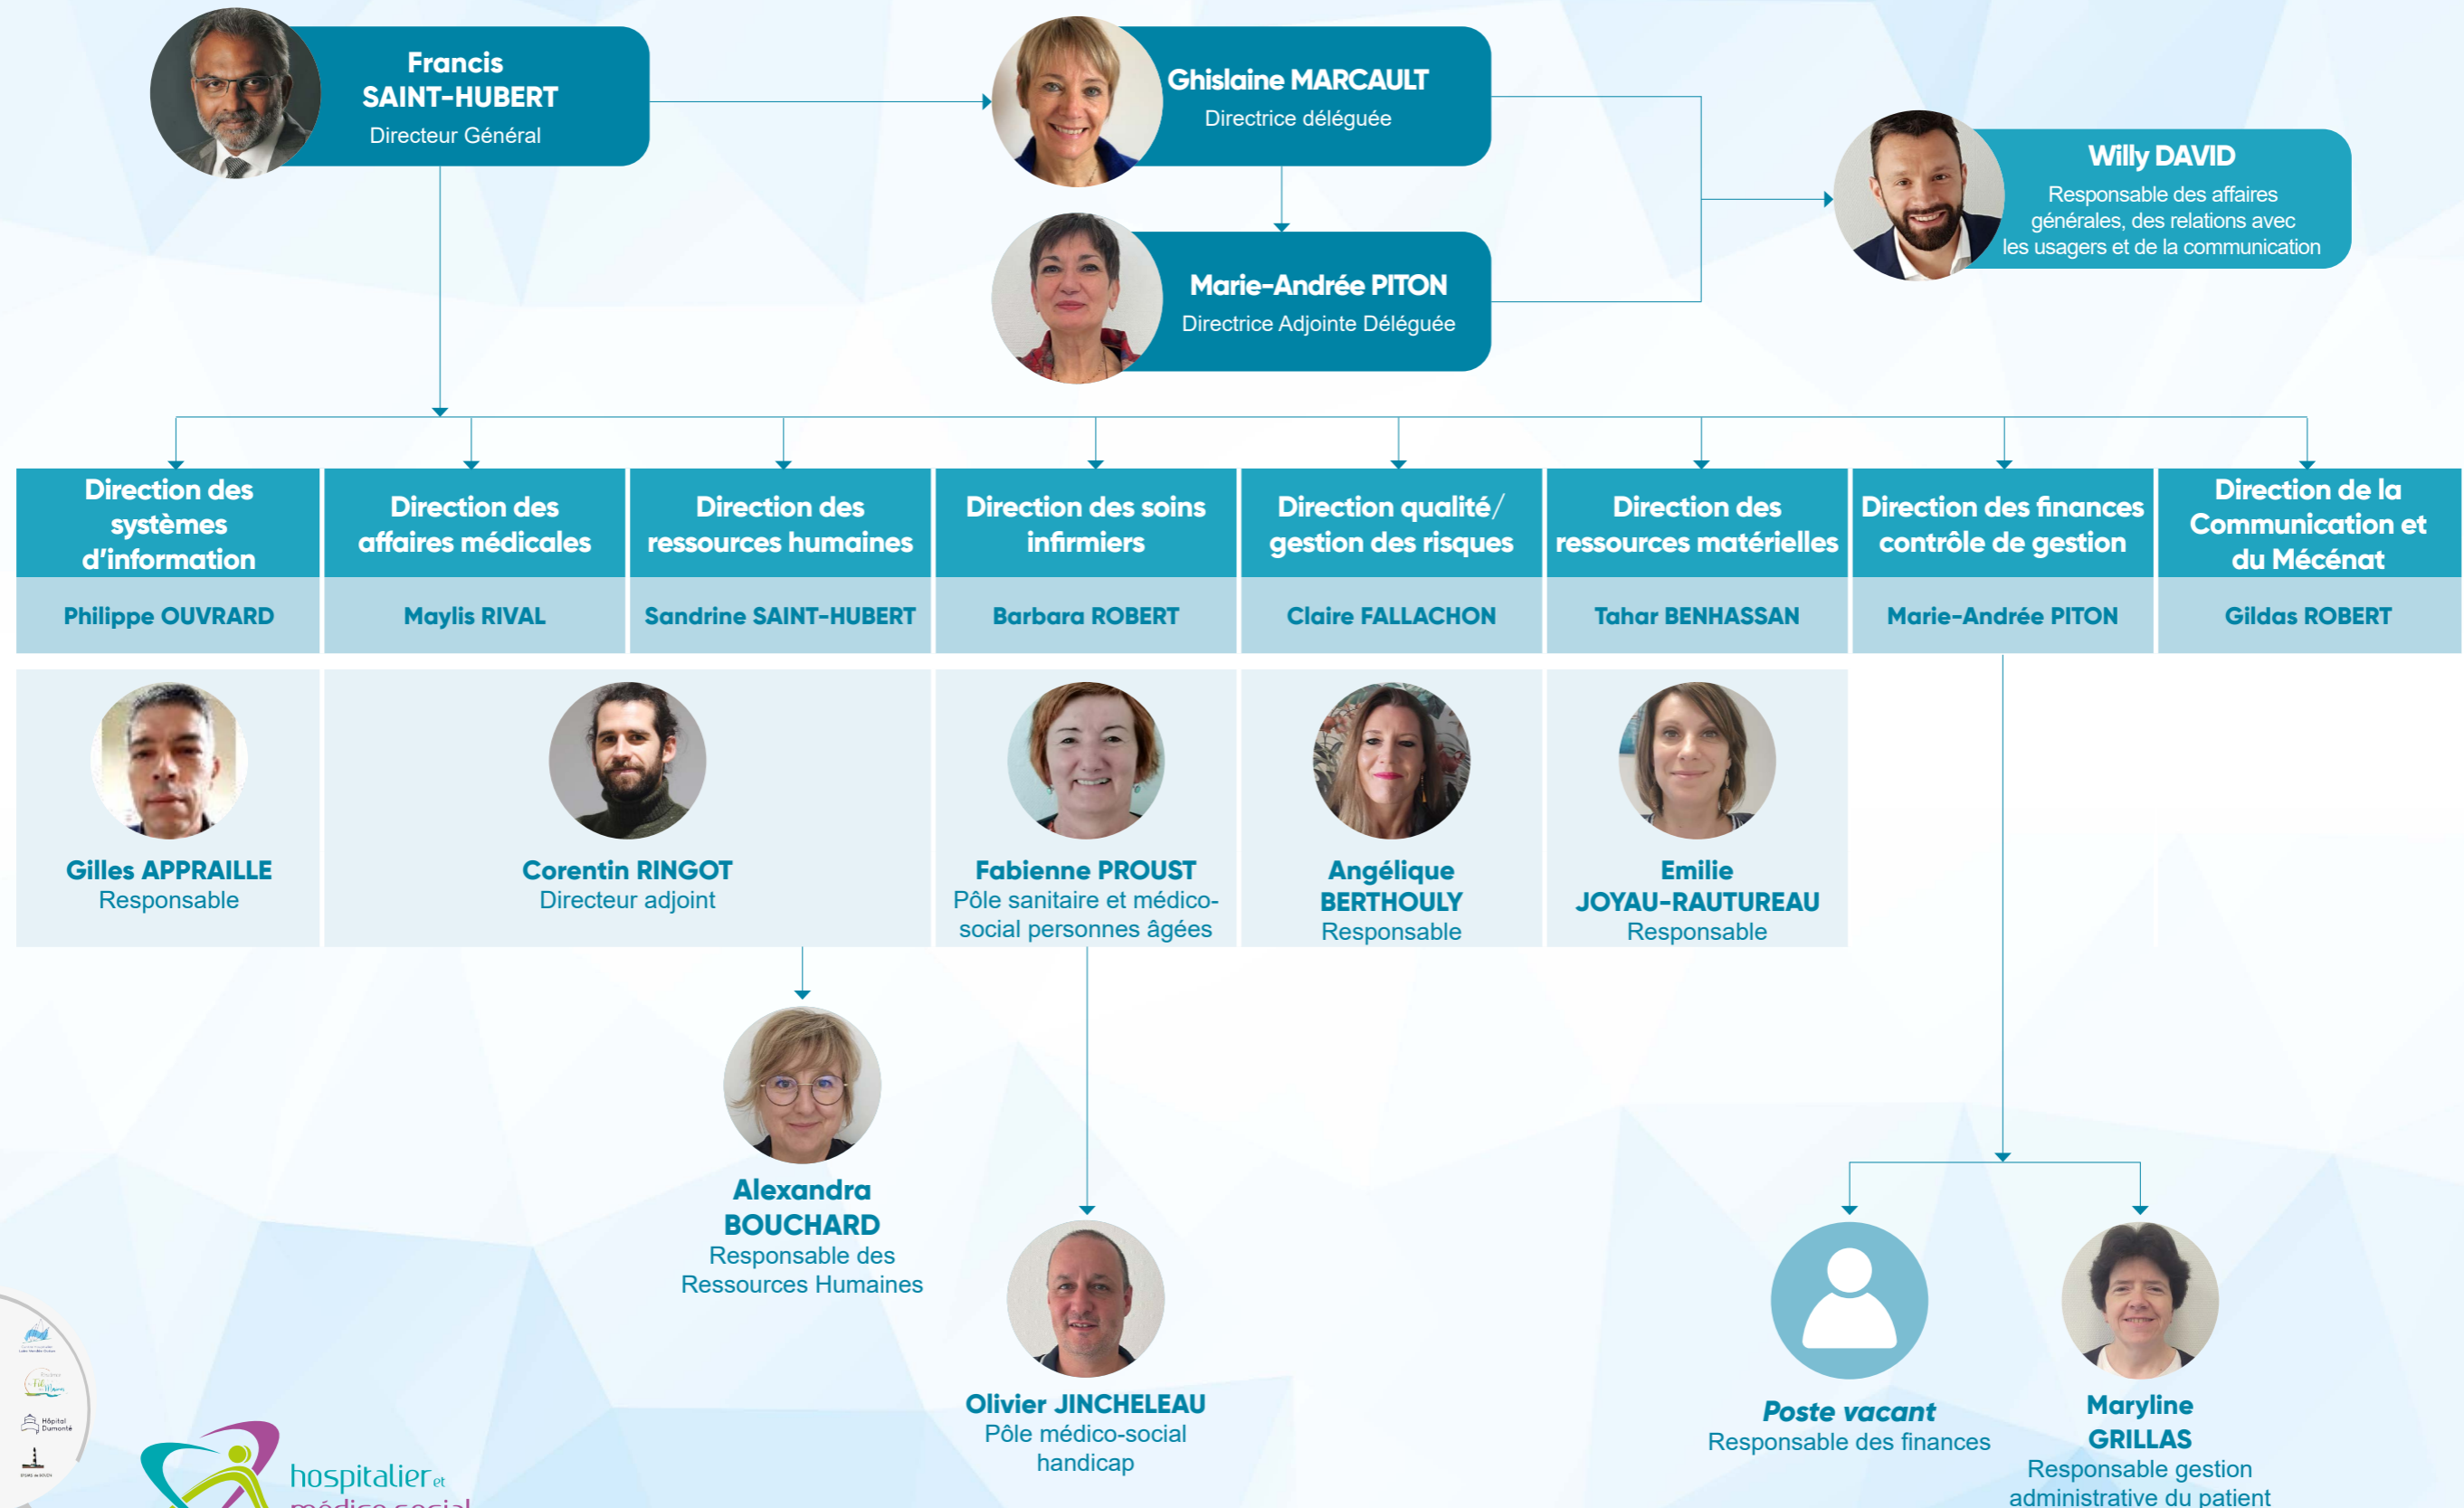 Francis
SAINT-HUBERT
Directeur Général
Ghislaine MARCAULT
Directrice déléguée
Willy DAVID
Responsable des affaires
générales, des relations avec
les usagers et de la communication
Marie-Andrée PITON
Directrice Adjointe Déléguée
Direction des
systèmes
d'information
Philippe OUVRARD
Direction des
affaires médicales
Maylis RIVAL
Direction des
ressources humaines
Sandrine SAINT-HUBERT
Direction des soins
infirmiers
Barbara ROBERT
Direction qualité/
gestion des risques
Claire FALLACHON
Direction des
ressources matérielles
Tahar BENHASSAN
Direction des finances
contrôle de gestion
Marie-Andrée PITON
Direction de la
Communication et
du Mécénat
Gildas ROBERT
Gilles APPRAILLE
Responsable
Corentin RINGOT
Directeur adjoint
Fabienne PROUST
Pôle sanitaire et médico-
social personnes âgées
Angélique
BERTHOULY
Responsable
Emilie
JOYAU-RAUTUREAU
Responsable
Alexandra
BOUCHARD
Responsable des
Ressources Humaines
Olivier JINCHELEAU
Pôle médico-social
handicap
Poste vacant
Responsable des finances
Maryline
GRILLAS
Responsable gestion
administrative du patient
Hôpital
Dumonté
hospitalier et
médico social